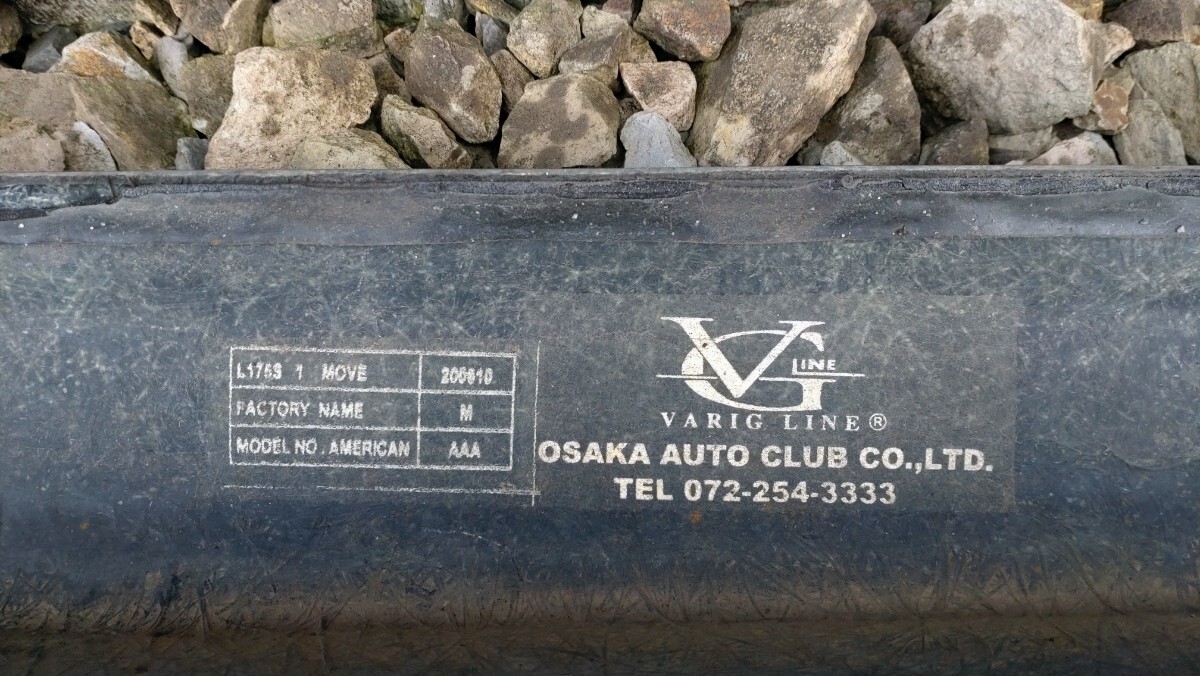 L175S 1 MOVE 200610
FACTORY NAME M
MODEL NO. AMERICAN AAA
VG LINE
VARIG LINE®
OSAKA AUTO CLUB CO.,LTD.
TEL 072-254-3333